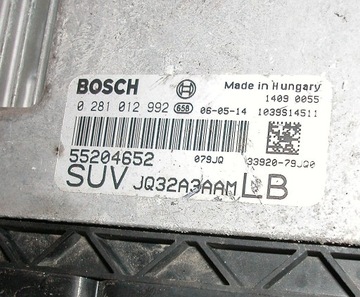 BOSCH Made in Hungary
1409 0055
0 281 012 992 658 06-05-14 1039S14511
55204652 079JQ 33920-79JQ0
SUV JQ32A3AAM LB